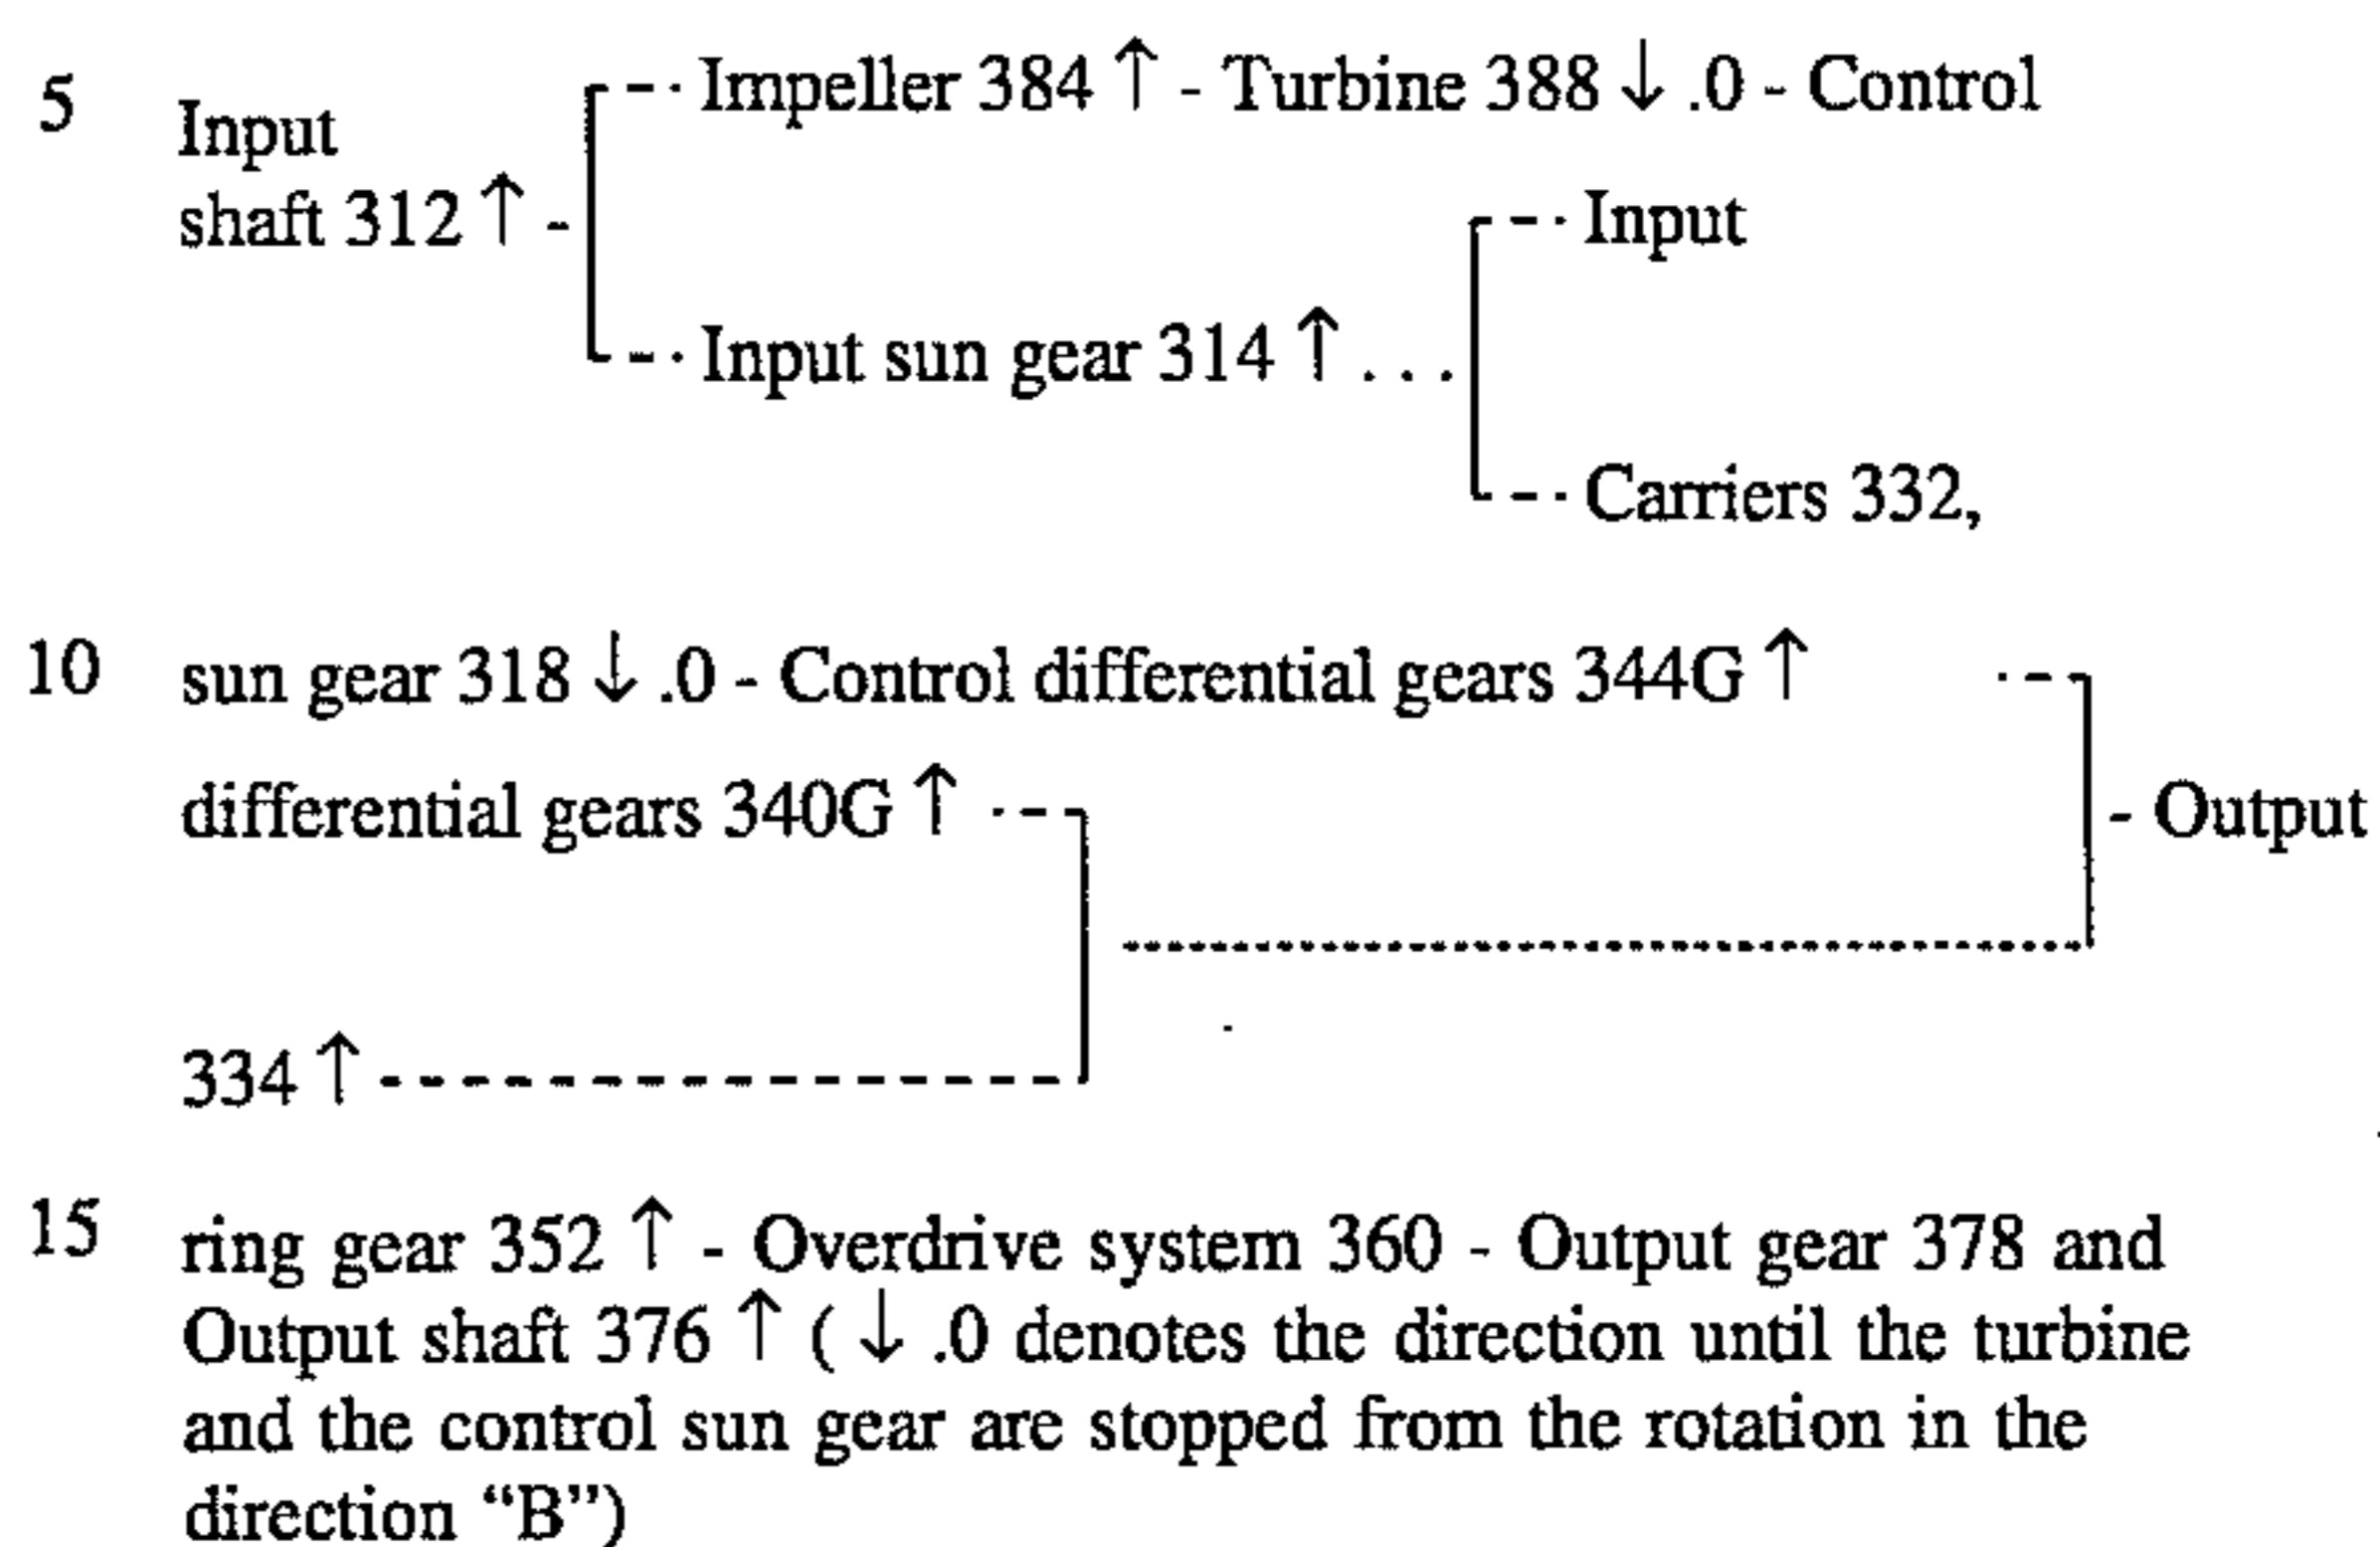 5 Input --· Impeller 384 ↑ - Turbine 388 ↓ .0 - Control
shaft 312 ↑ - --· Input
--· Input sun gear 314 ↑ ...
--· Carriers 332,
10 sun gear 318 ↓ .0 - Control differential gears 344G ↑ ·--
differential gears 340G ↑ ·-- - Output
334 ↑ ----------------
15 ring gear 352 ↑ - Overdrive system 360 - Output gear 378 and
Output shaft 376 ↑ ( ↓ .0 denotes the direction until the turbine
and the control sun gear are stopped from the rotation in the
direction “B”)